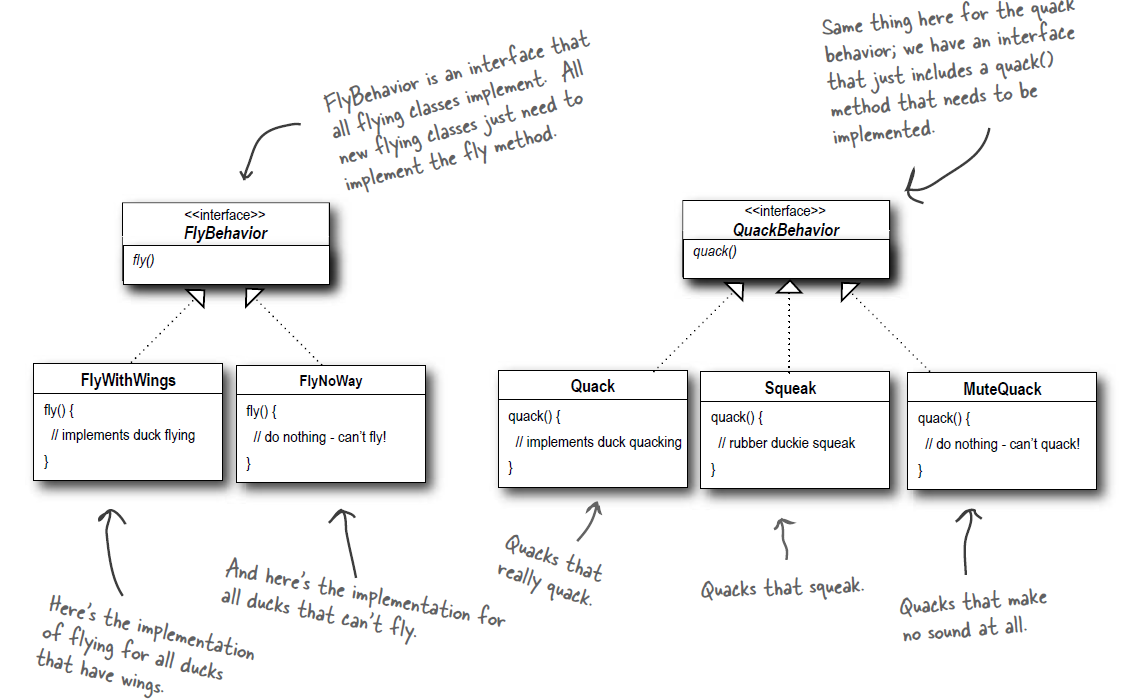 FlyBehavior is an interface that
all flying classes implement. All
new flying classes just need to
implement the fly method.
Same thing here for the quack
behavior; we have an interface
that just includes a quack()
method that needs to be
implemented.
<<interface>>
FlyBehavior
fly()
<<interface>>
QuackBehavior
quack()
FlyWithWings
fly() {
// implements duck flying
}
FlyNoWay
fly() {
// do nothing - can't fly!
}
Quack
quack() {
// implements duck quacking
}
Squeak
quack() {
// rubber duckie squeak
}
MuteQuack
quack() {
// do nothing - can't quack!
}
Here's the implementation
of flying for all ducks
that have wings.
And here's the implementation for
all ducks that can't fly.
Quacks that
really quack.
Quacks that squeak.
Quacks that make
no sound at all.